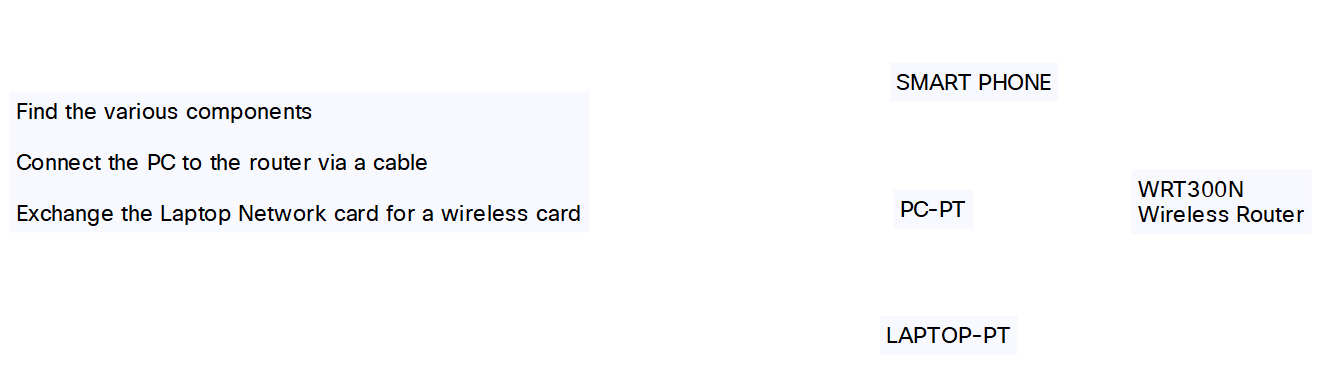 Find the various components
Connect the PC to the router via a cable
Exchange the Laptop Network card for a wireless card
SMART PHONE
PC-PT
WRT300N
Wireless Router
LAPTOP-PT